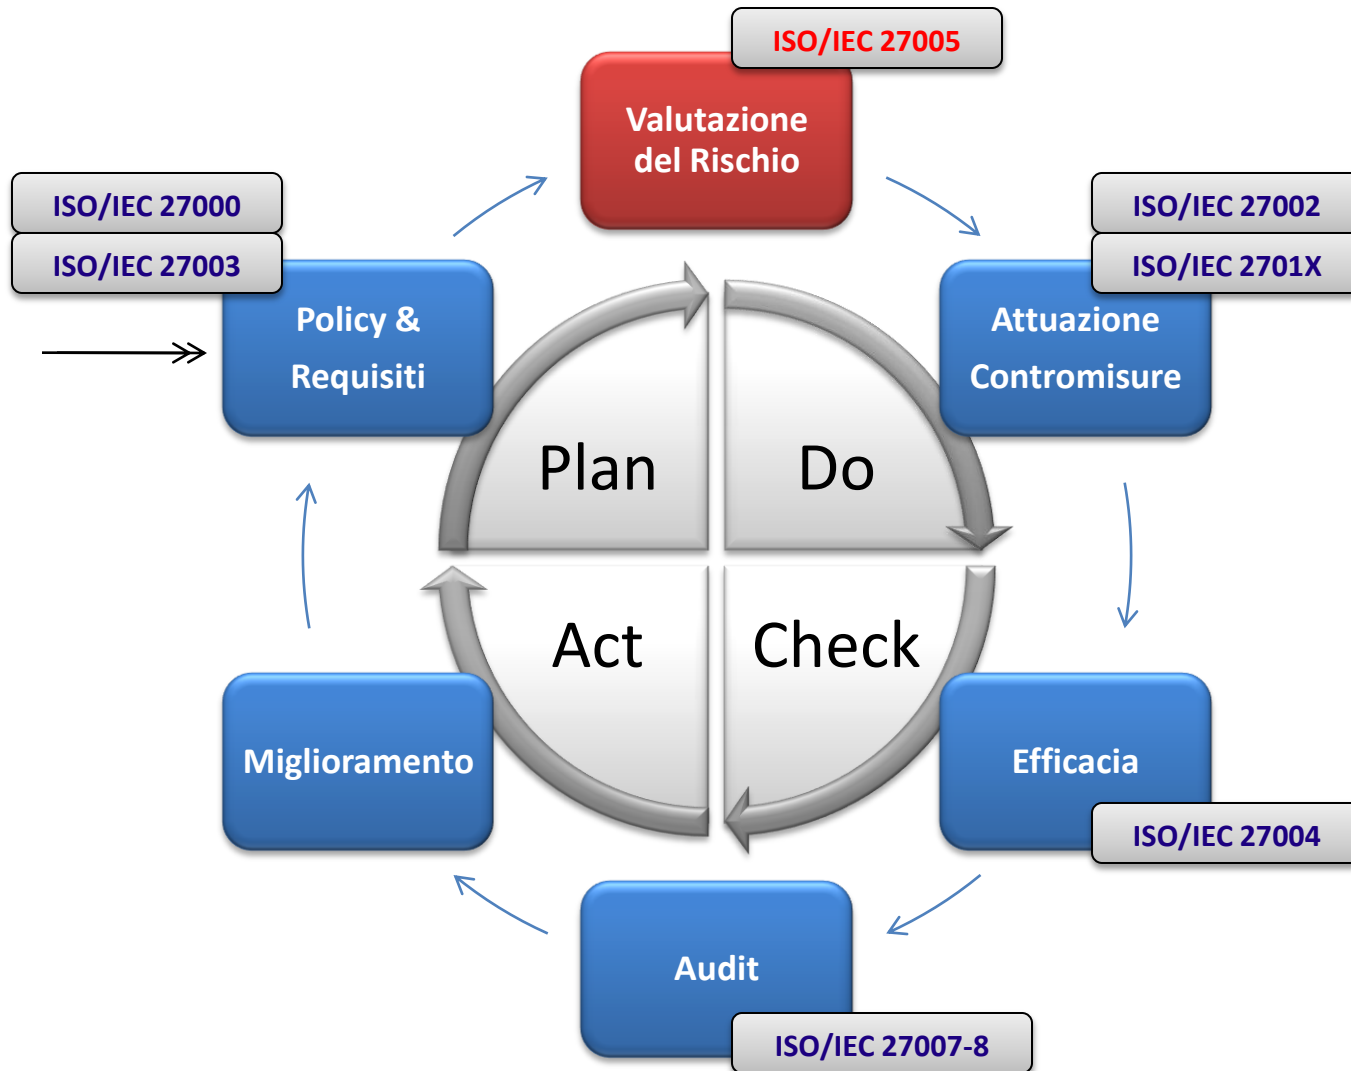 ISO/IEC 27005
Valutazione
del Rischio
ISO/IEC 27000
ISO/IEC 27003
Policy &
Requisiti
ISO/IEC 27002
ISO/IEC 2701X
Attuazione
Contromisure
Plan
Do
Act
Check
Miglioramento
Efficacia
ISO/IEC 27004
Audit
ISO/IEC 27007-8